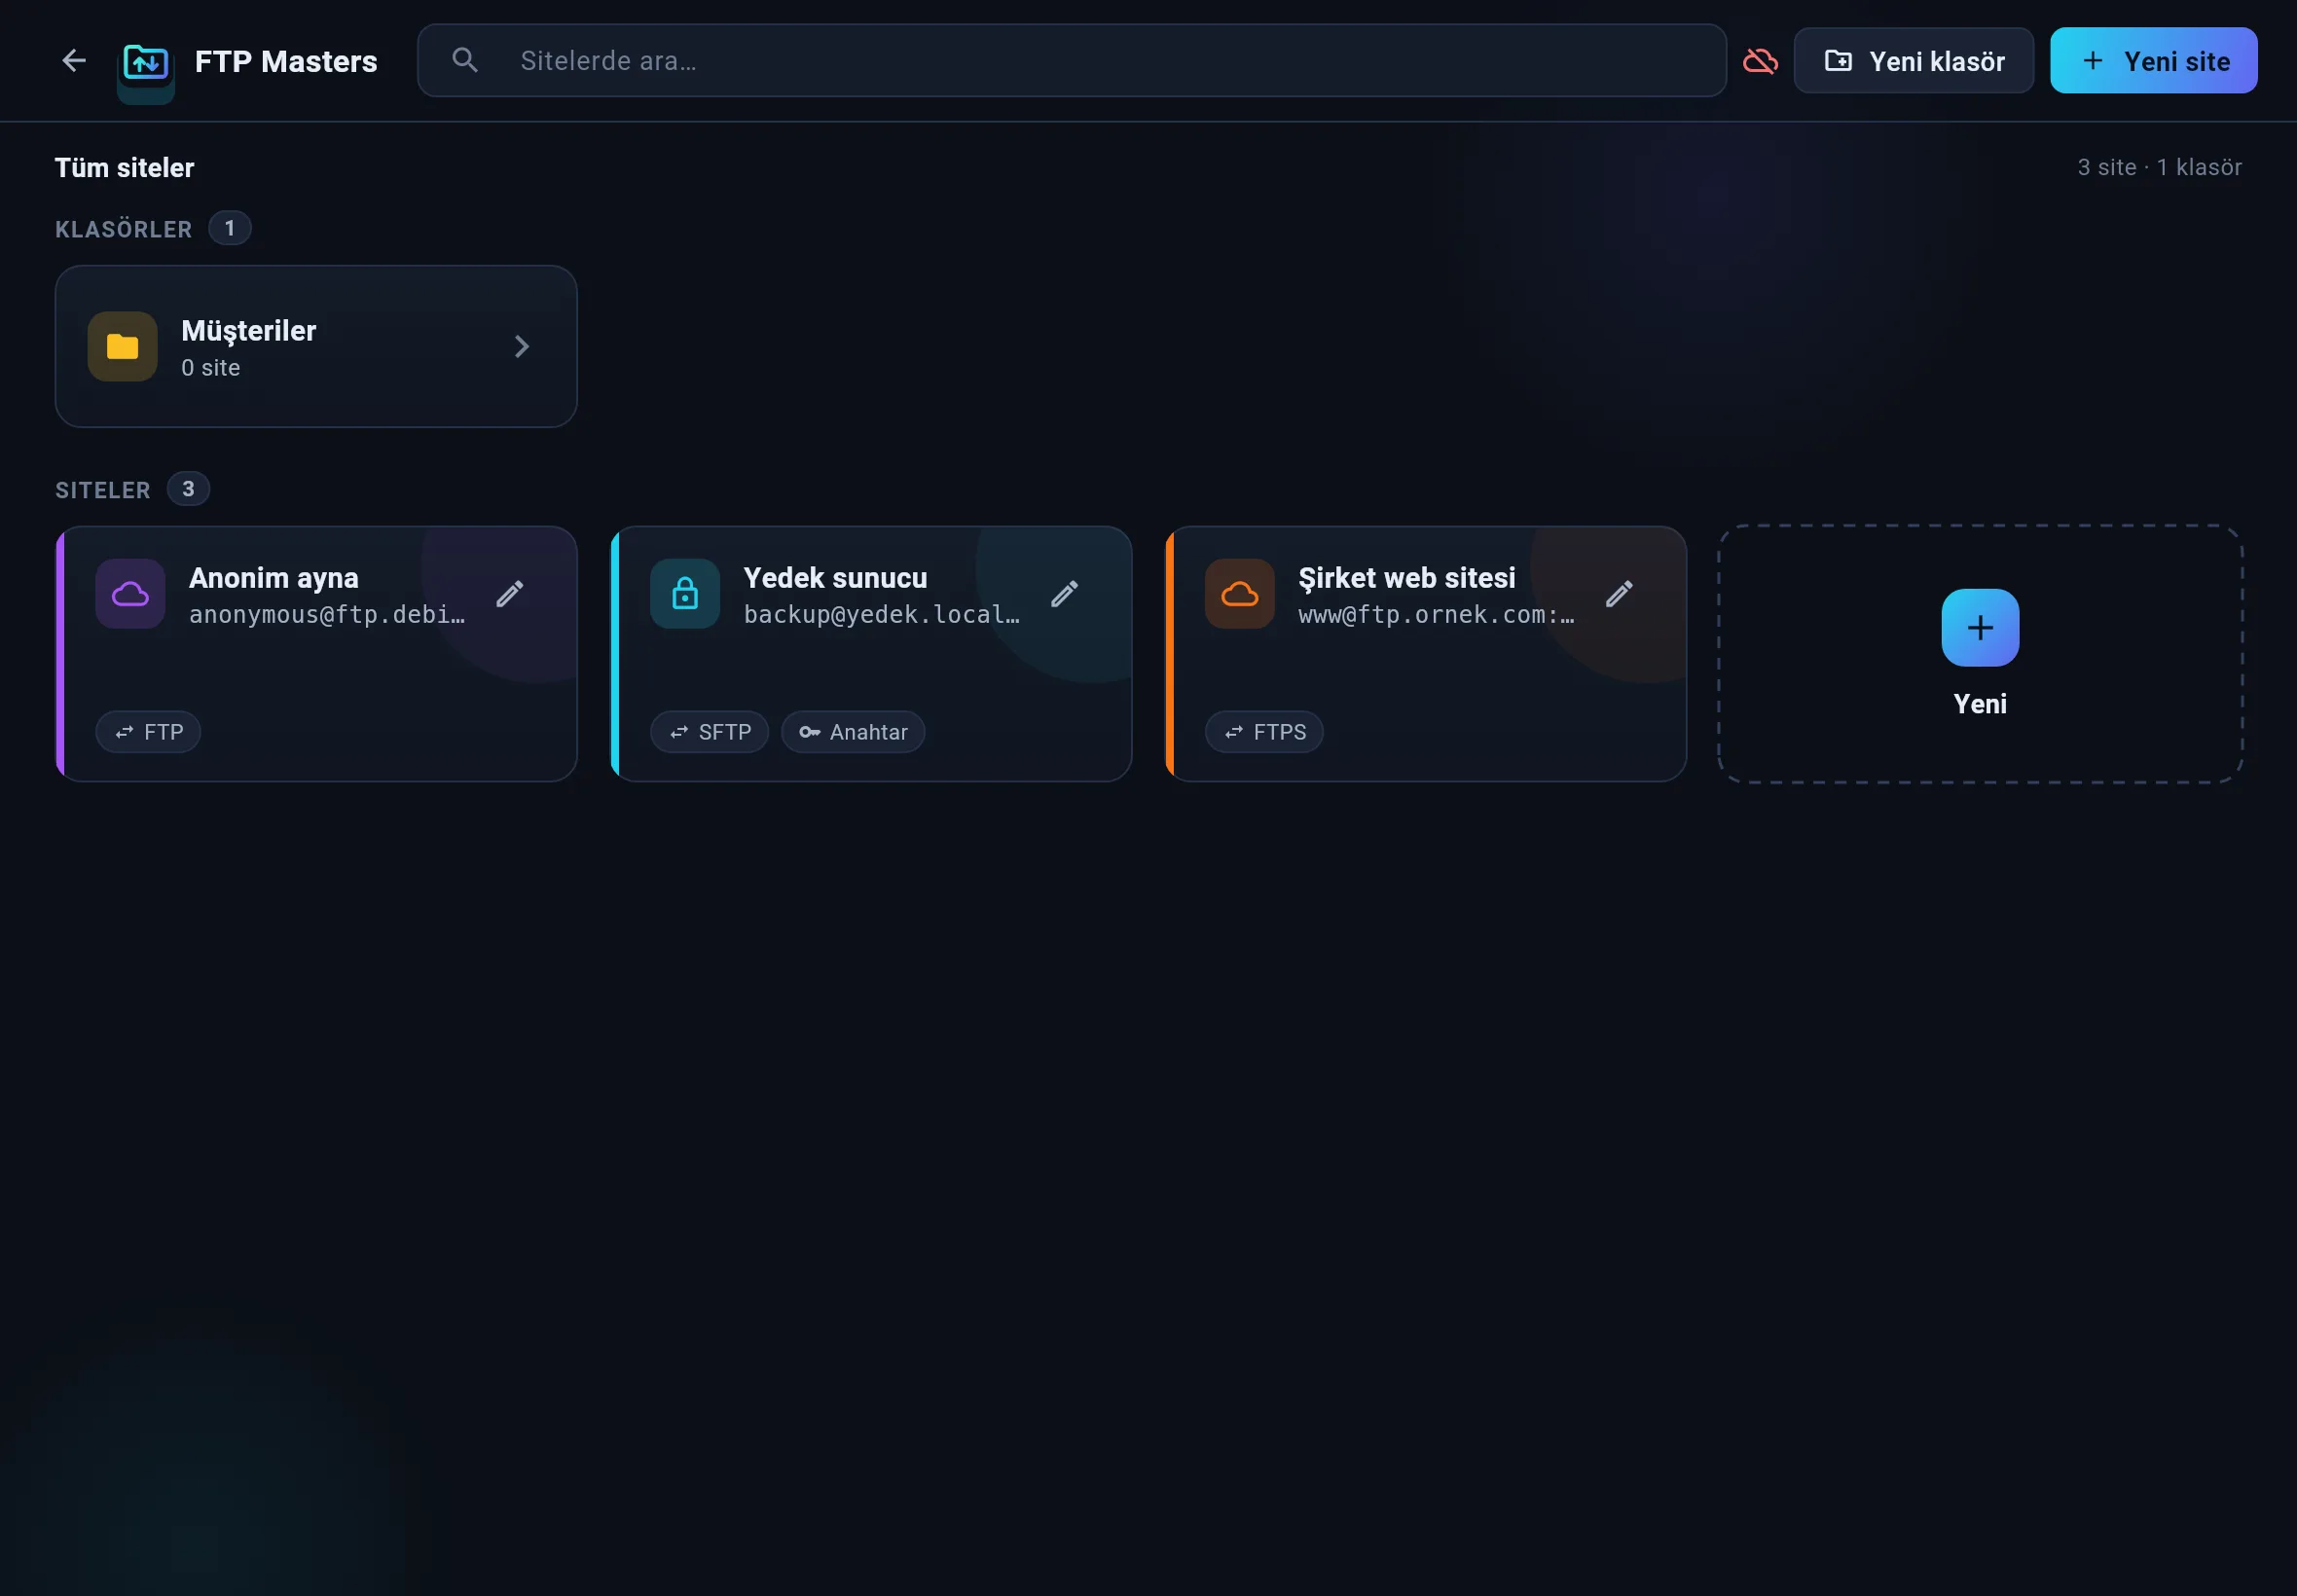 FTP Masters
Sitelerde ara…
Yeni klasör
Yeni site
Tüm siteler
3 site · 1 klasör
KLASÖRLER 1
Müşteriler
0 site
SITELER 3
Anonim ayna
anonymous@ftp.debi…
FTP
Yedek sunucu
backup@yedek.local…
SFTP
Anahtar
Şirket web sitesi
www@ftp.ornek.com:…
FTPS
Yeni